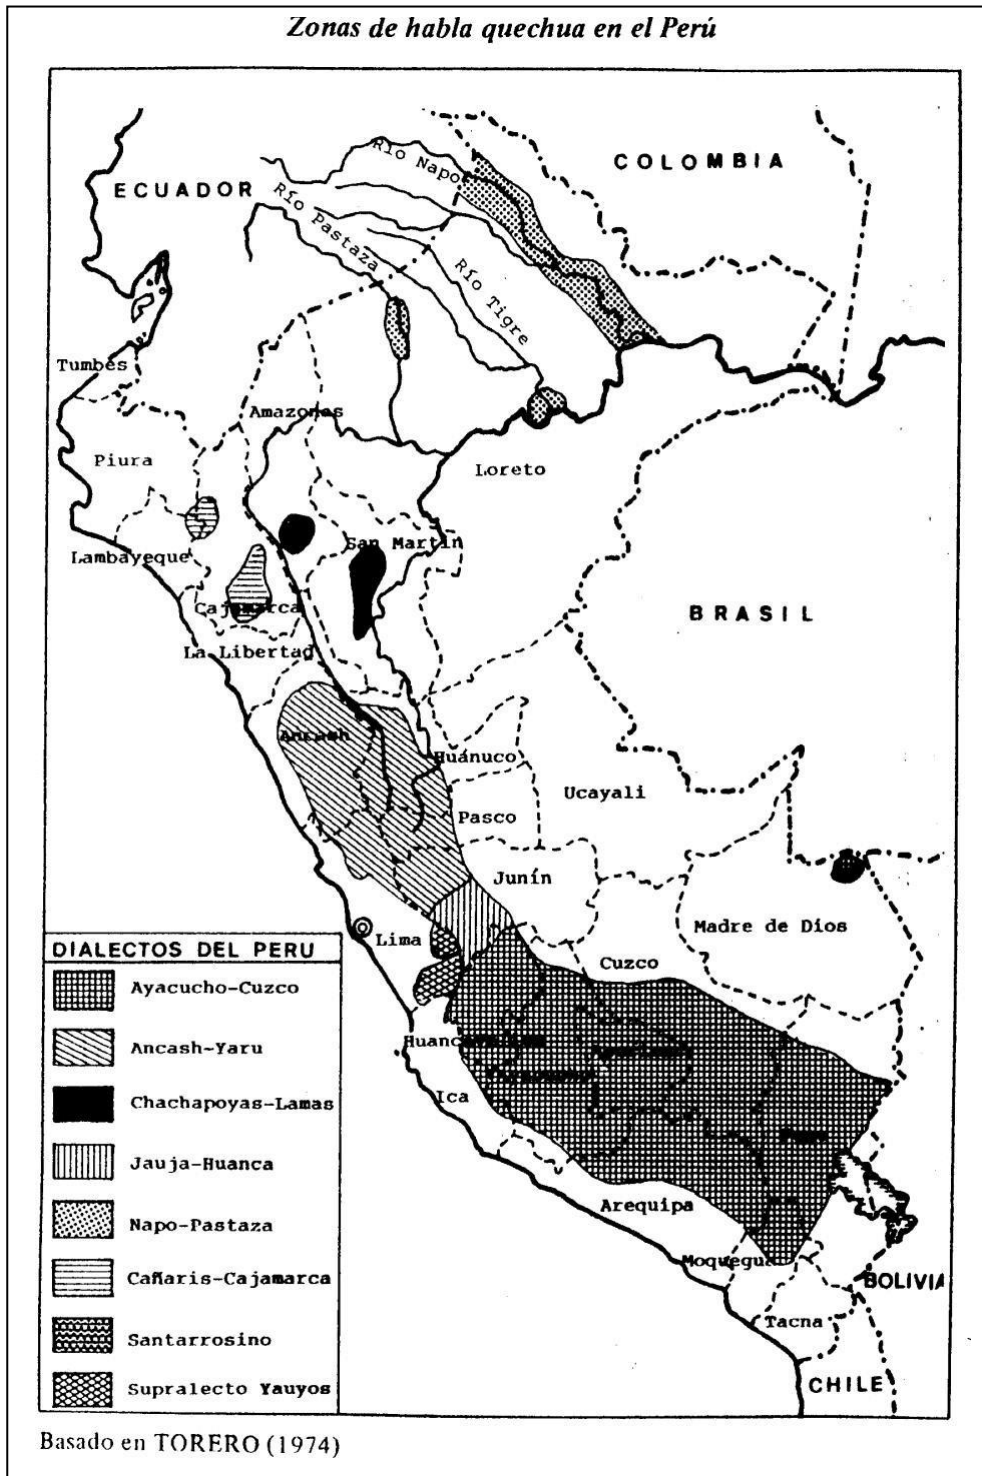 Zonas de habla quechua en el Perú
COLOMBIA
ECUADOR
Río Napo
Río Pastaza
Río Tigre
Tumbes
Amazonas
Piura
Loreto
San Martín
Lambayeque
Cajamarca
BRASIL
La Libertad
Ancash
Huánuco
Ucayali
Pasco
Junín
Madre de Dios
Lima
Cuzco
Ica
Puno
Arequipa
Moquegua
BOLIVIA
Tacna
CHILE
DIALECTOS DEL PERU
Ayacucho-Cuzco
Ancash-Yaru
Chachapoyas-Lamas
Jauja-Huanca
Napo-Pastaza
Cañaris-Cajamarca
Santarrosino
Supralecto Yauyos
Basado en TORERO (1974)